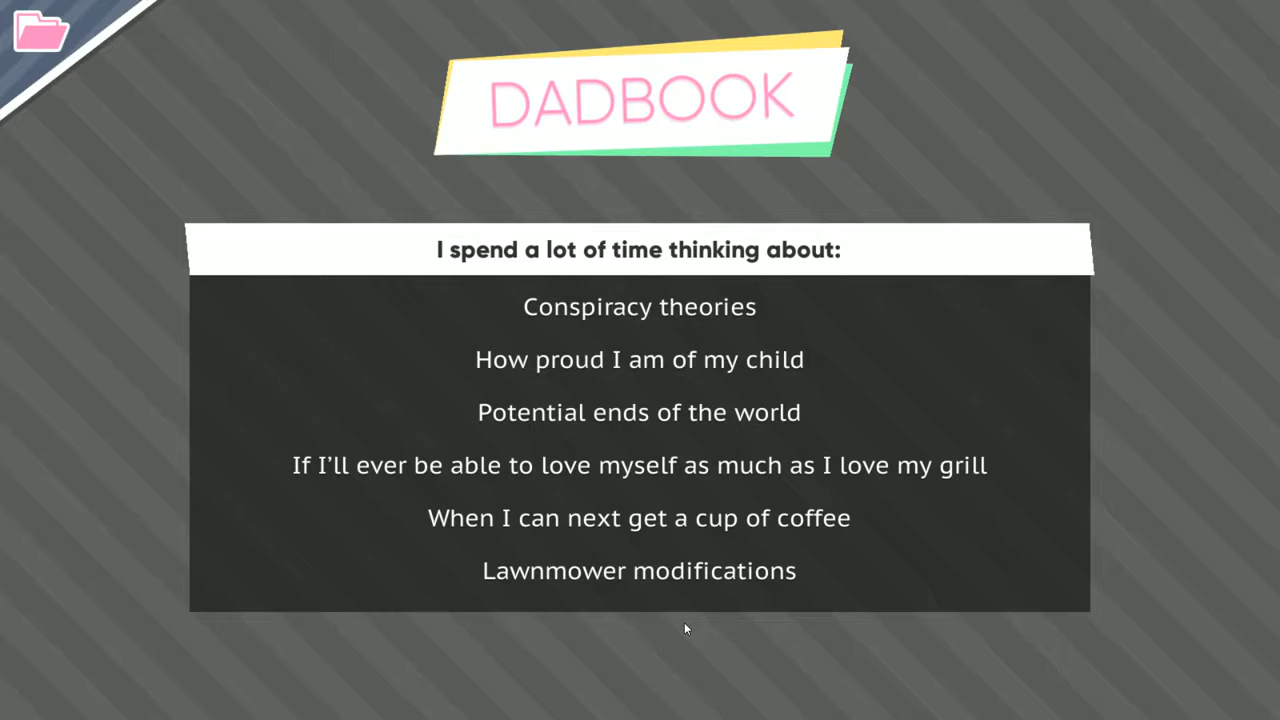 DADBOOK
I spend a lot of time thinking about:
Conspiracy theories
How proud I am of my child
Potential ends of the world
If I’ll ever be able to love myself as much as I love my grill
When I can next get a cup of coffee
Lawnmower modifications